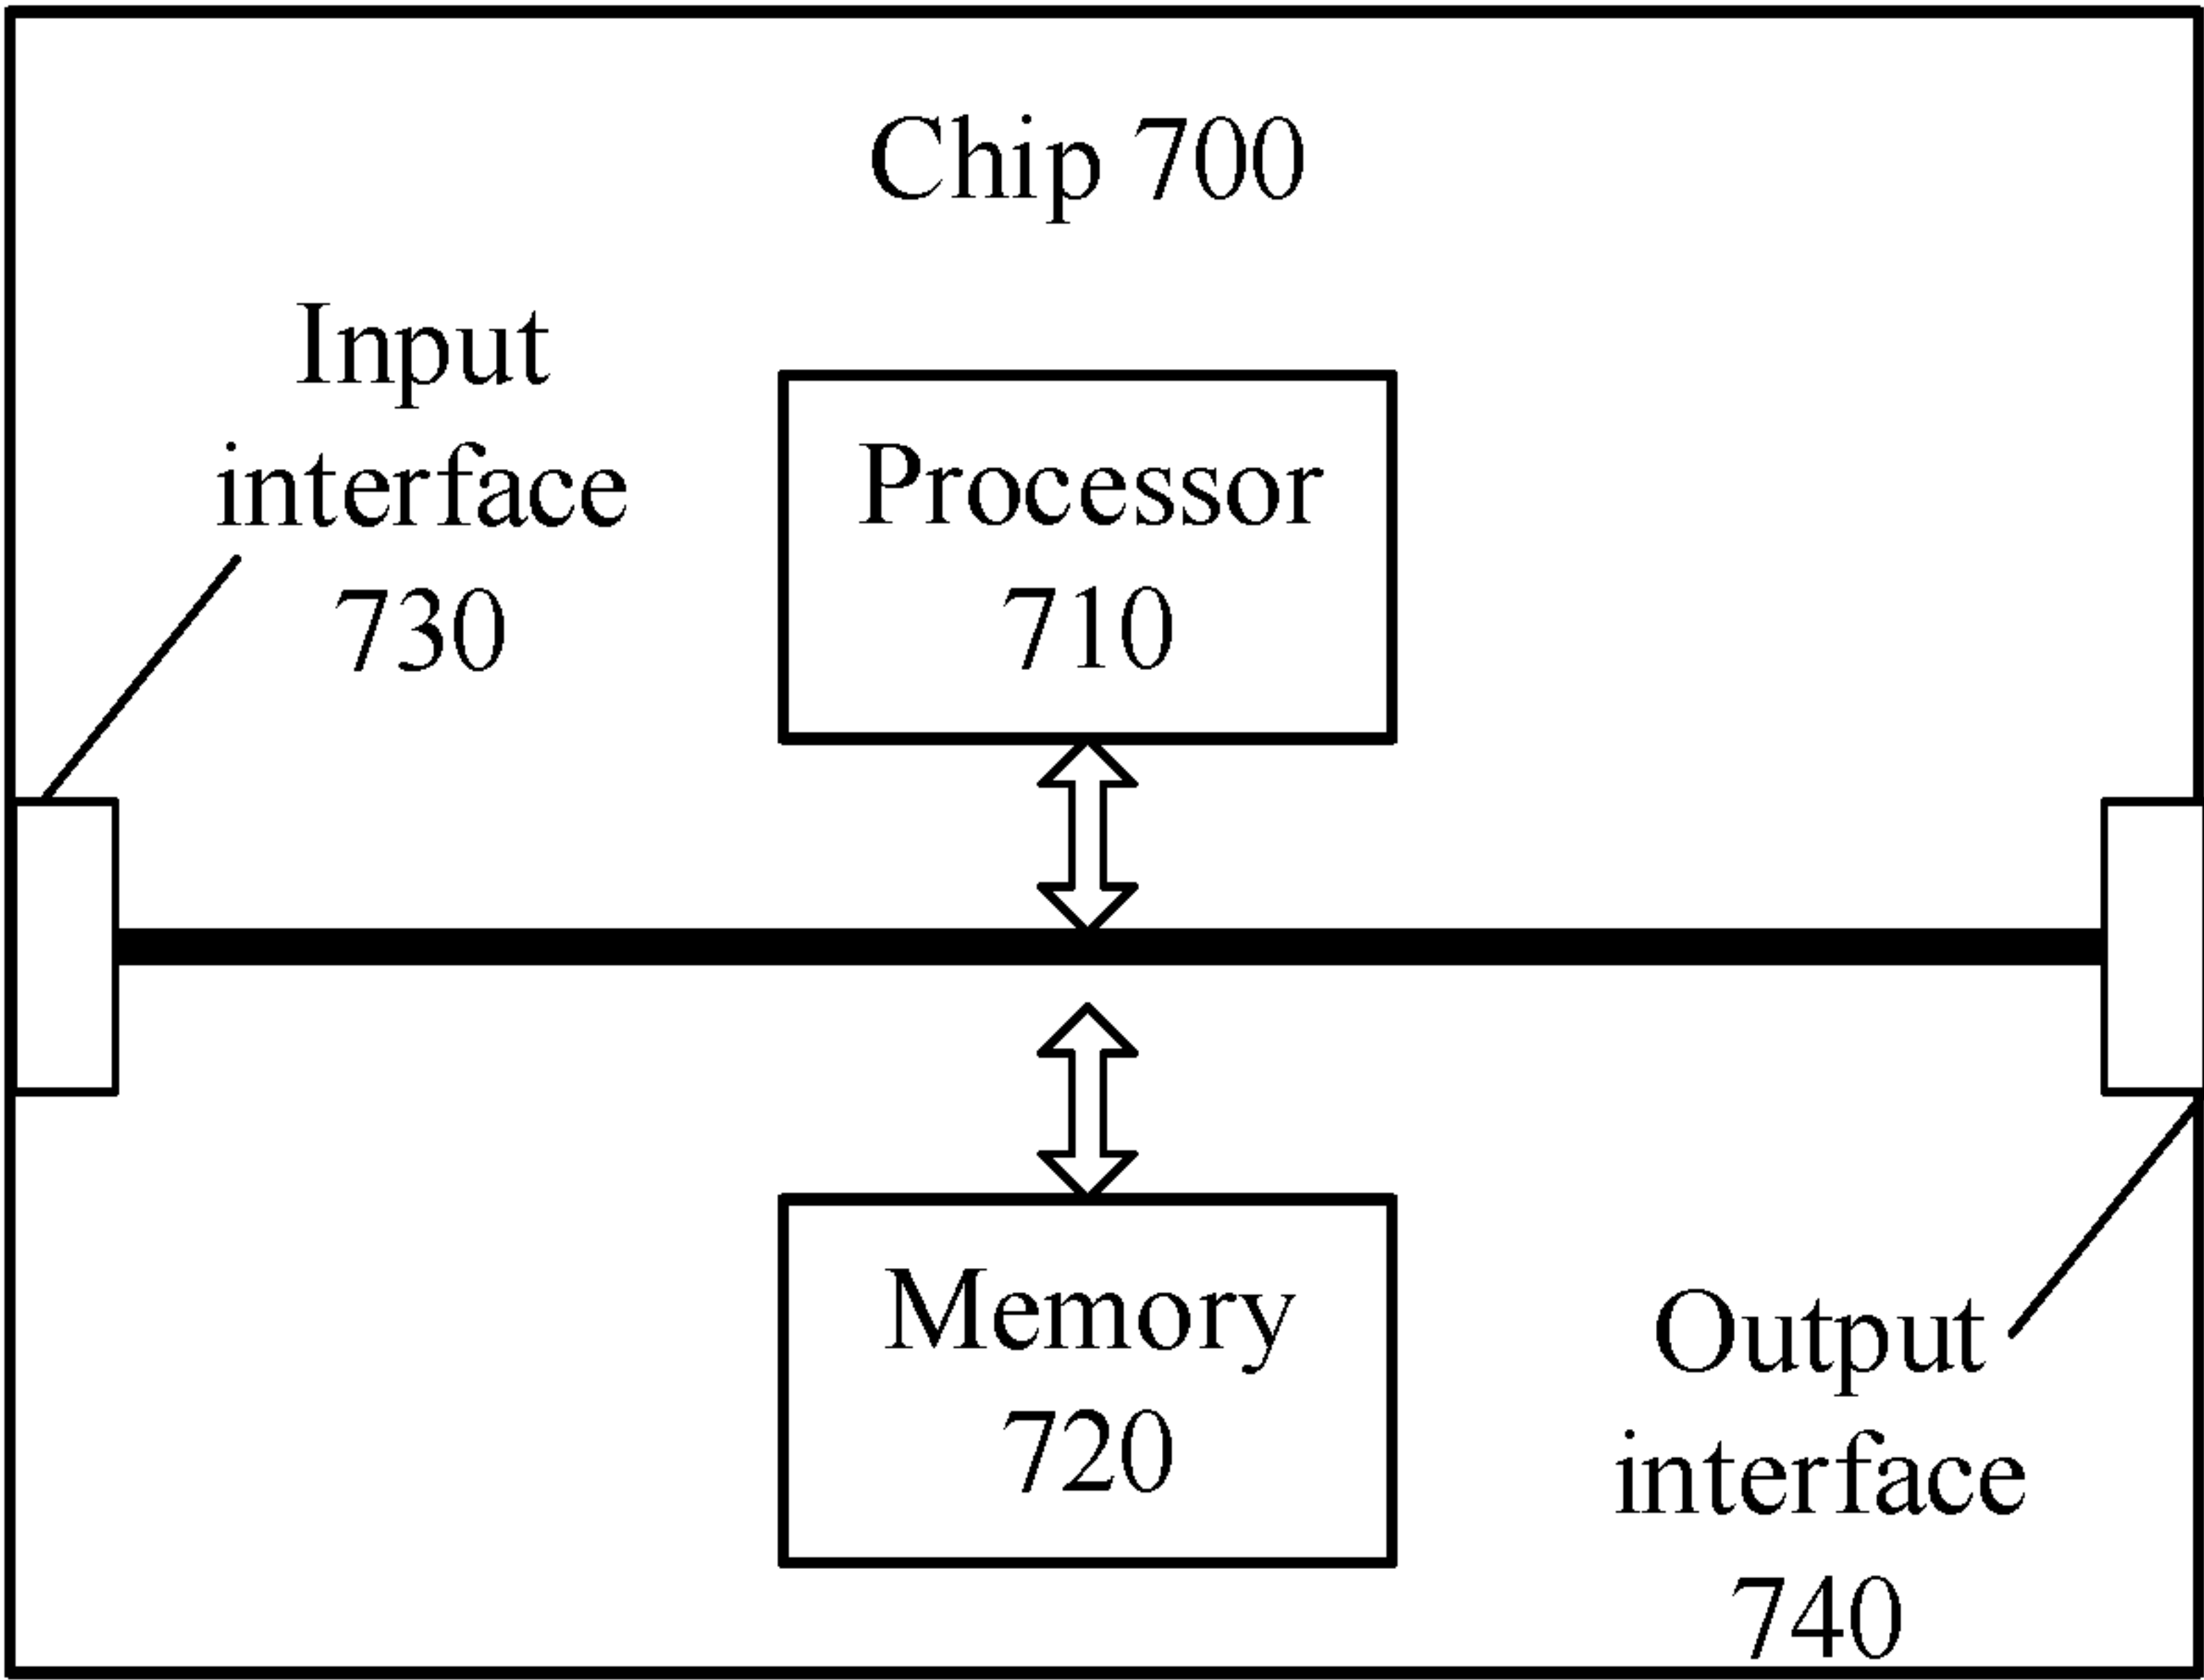 Chip 700
Input
interface
730
Processor
710
Memory
720
Output
interface
740